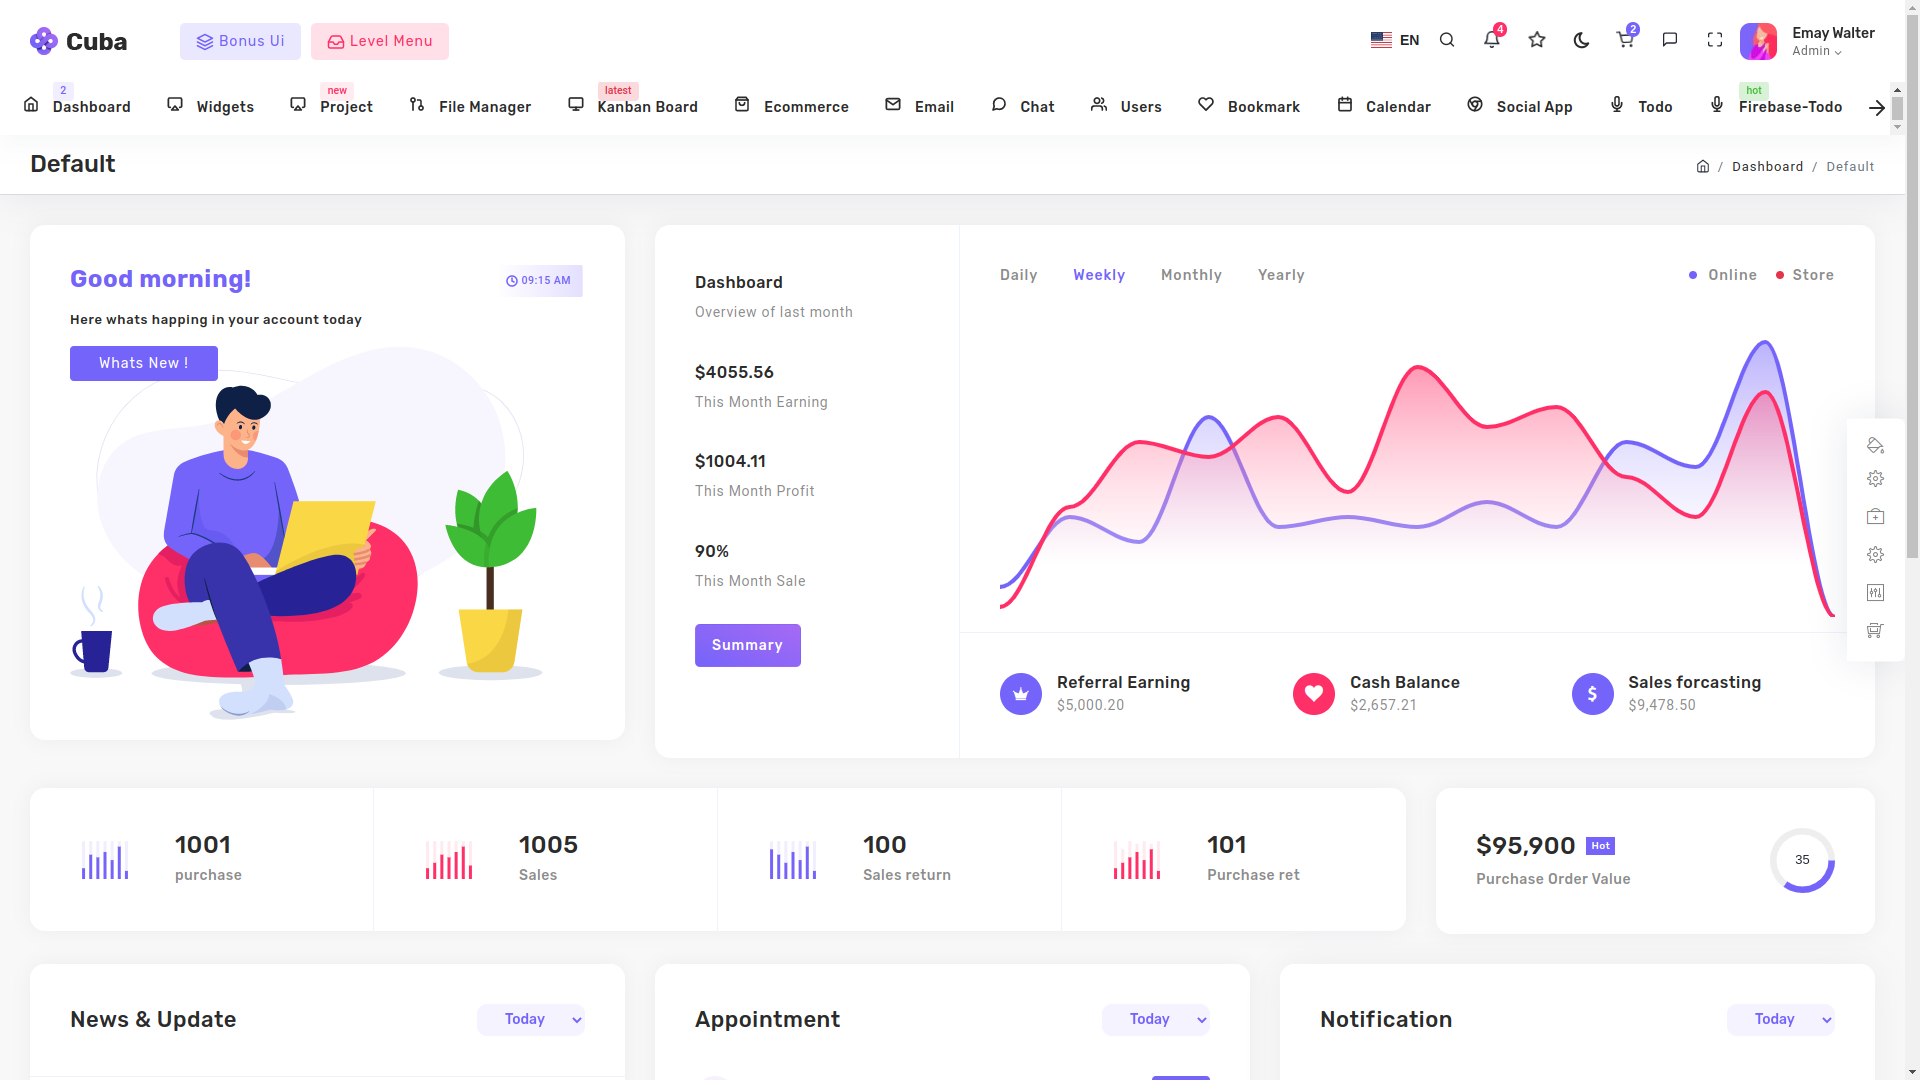 Cuba
Bonus Ui
Level Menu
EN
4
2
Emay Walter
Admin
2
Dashboard
Widgets
new
Project
File Manager
latest
Kanban Board
Ecommerce
Email
Chat
Users
Bookmark
Calendar
Social App
Todo
hot
Firebase-Todo
Default
/ Dashboard / Default
Good morning!
09:15 AM
Here whats happing in your account today
Whats New !
Dashboard
Overview of last month
$4055.56
This Month Earning
$1004.11
This Month Profit
90%
This Month Sale
Summary
Daily
Weekly
Monthly
Yearly
Online
Store
Referral Earning
$5,000.20
Cash Balance
$2,657.21
Sales forcasting
$9,478.50
1001
purchase
1005
Sales
100
Sales return
101
Purchase ret
$95,900 Hot
Purchase Order Value
35
News & Update
Today
Appointment
Today
Notification
Today